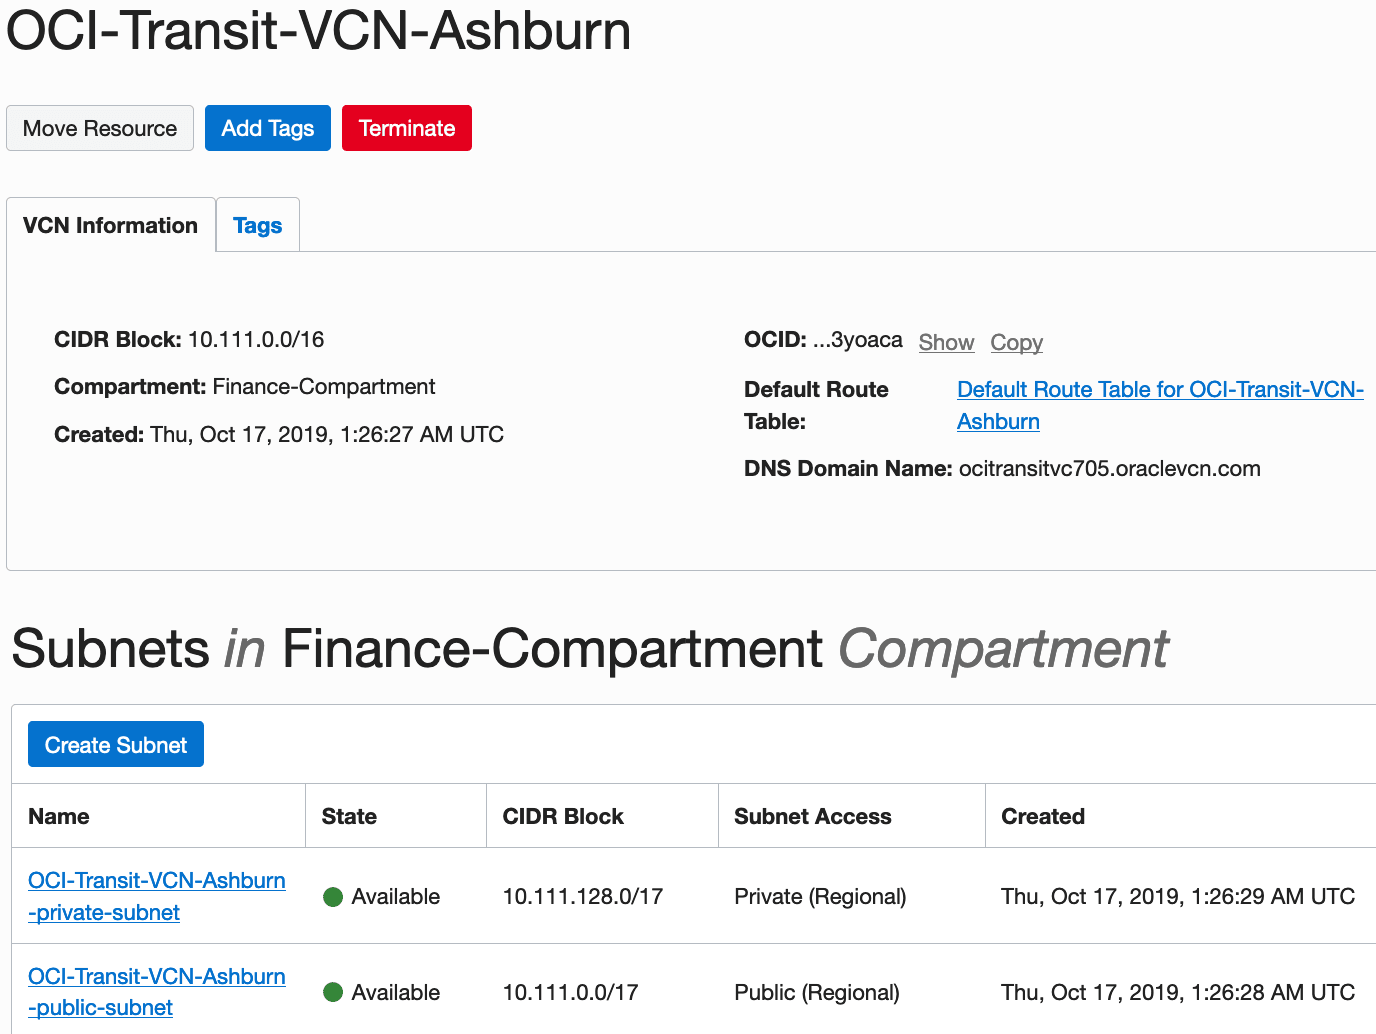 OCI-Transit-VCN-Ashburn
Move Resource Add Tags Terminate
VCN Information Tags
CIDR Block: 10.111.0.0/16
Compartment: Finance-Compartment
Created: Thu, Oct 17, 2019, 1:26:27 AM UTC
OCID: ...3yoaca Show Copy
Default Route Table: Default Route Table for OCI-Transit-VCN-
Ashburn
DNS Domain Name: ocitransitvc705.oraclevcn.com
Subnets in Finance-Compartment Compartment
Create Subnet
Name State CIDR Block Subnet Access Created
OCI-Transit-VCN-Ashburn
-private-subnet Available 10.111.128.0/17 Private (Regional) Thu, Oct 17, 2019, 1:26:29 AM UTC
OCI-Transit-VCN-Ashburn
-public-subnet Available 10.111.0.0/17 Public (Regional) Thu, Oct 17, 2019, 1:26:28 AM UTC